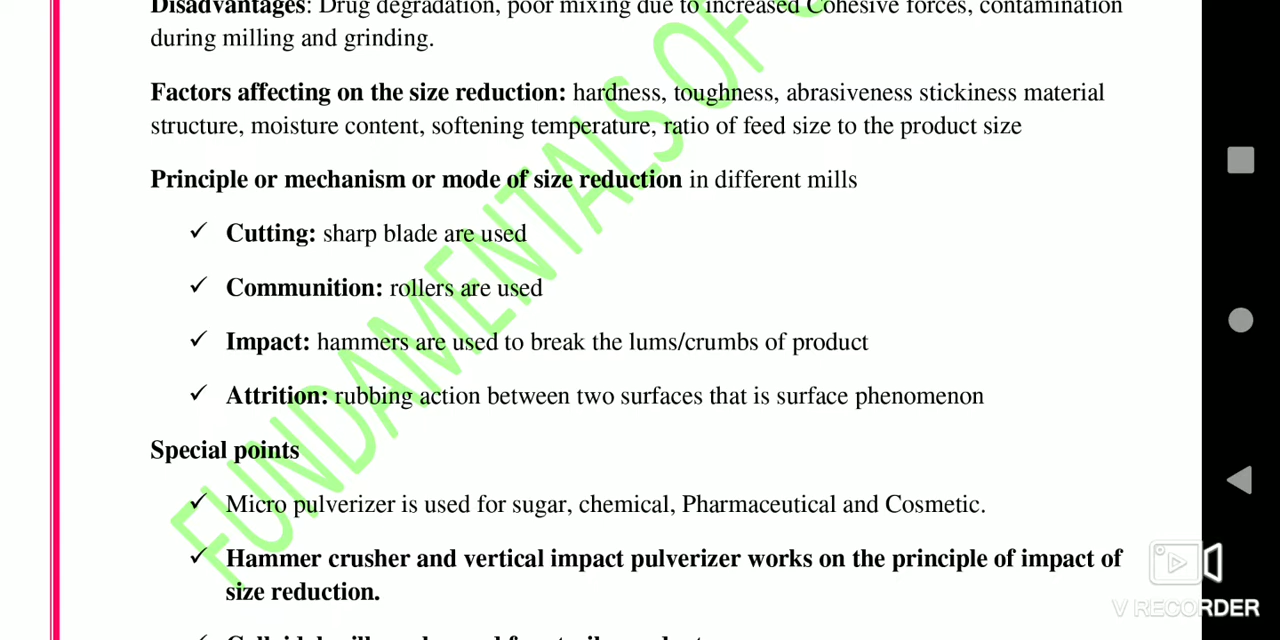 Disadvantages: Drug degradation, poor mixing due to increased Cohesive forces, contamination
during milling and grinding.
Factors affecting on the size reduction: hardness, toughness, abrasiveness stickiness material
structure, moisture content, softening temperature, ratio of feed size to the product size
Principle or mechanism or mode of size reduction in different mills
✓ Cutting: sharp blade are used
✓ Communition: rollers are used
✓ Impact: hammers are used to break the lums/crumbs of product
✓ Attrition: rubbing action between two surfaces that is surface phenomenon
Special points
✓ Micro pulverizer is used for sugar, chemical, Pharmaceutical and Cosmetic.
✓ Hammer crusher and vertical impact pulverizer works on the principle of impact of
size reduction.
FUNDAMENTALS OF
V RECORDER